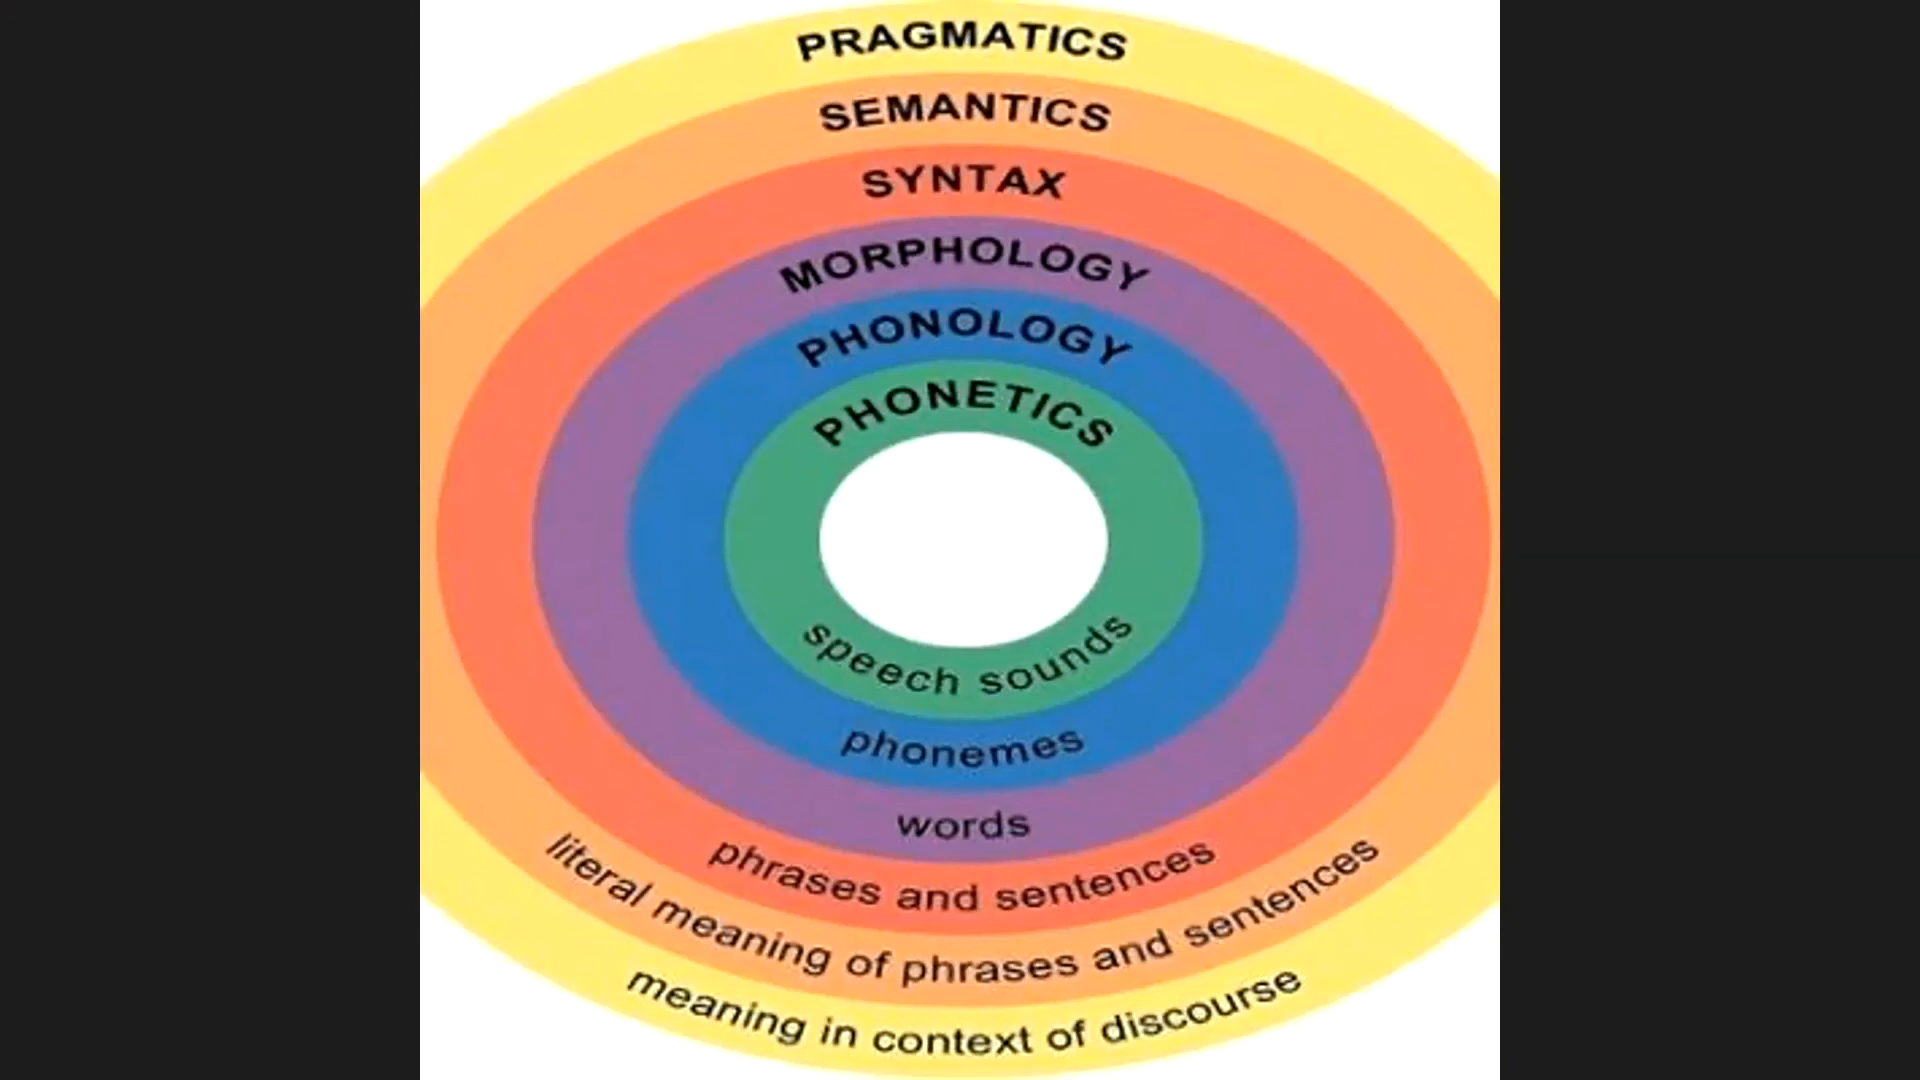 PRAGMATICS
SEMANTICS
SYNTAX
MORPHOLOGY
PHONOLOGY
PHONETICS
speech sounds
phonemes
words
phrases and sentences
literal meaning of phrases and sentences
meaning in context of discourse